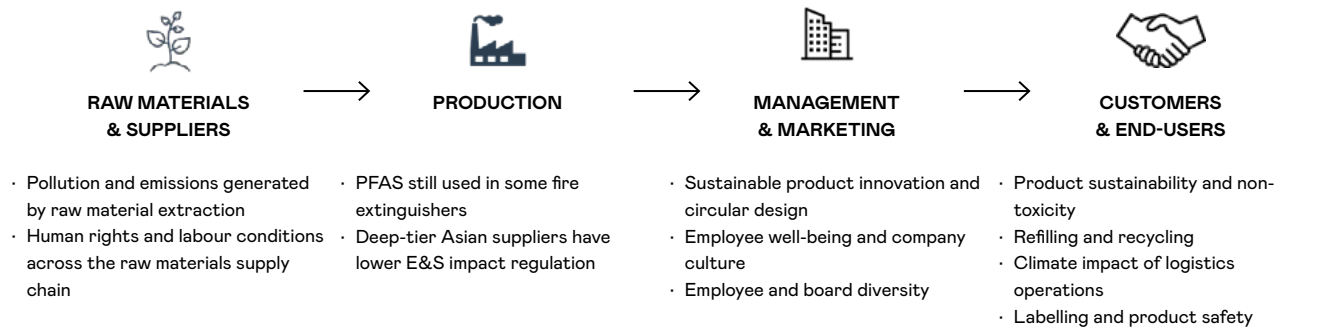 RAW MATERIALS
& SUPPLIERS
PRODUCTION
MANAGEMENT
& MARKETING
CUSTOMERS
& END-USERS
· Pollution and emissions generated
by raw material extraction
· Human rights and labour conditions
across the raw materials supply
chain
· PFAS still used in some fire
extinguishers
· Deep-tier Asian suppliers have
lower E&S impact regulation
· Sustainable product innovation and
circular design
· Employee well-being and company
culture
· Employee and board diversity
· Product sustainability and non-
toxicity
· Refilling and recycling
· Climate impact of logistics
operations
· Labelling and product safety